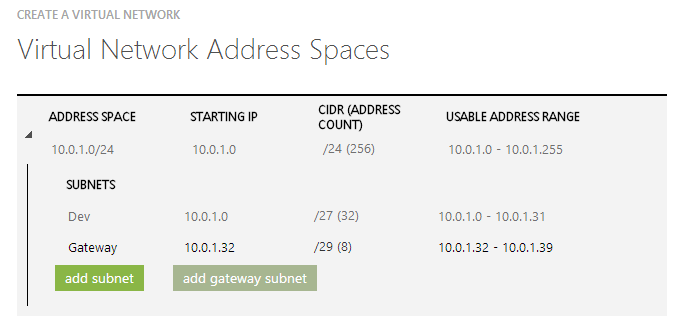 CREATE A VIRTUAL NETWORK
Virtual Network Address Spaces
ADDRESS SPACE STARTING IP CIDR (ADDRESS COUNT) USABLE ADDRESS RANGE
10.0.1.0/24 10.0.1.0 /24 (256) 10.0.1.0 - 10.0.1.255
SUBNETS
Dev 10.0.1.0 /27 (32) 10.0.1.0 - 10.0.1.31
Gateway 10.0.1.32 /29 (8) 10.0.1.32 - 10.0.1.39
add subnet add gateway subnet